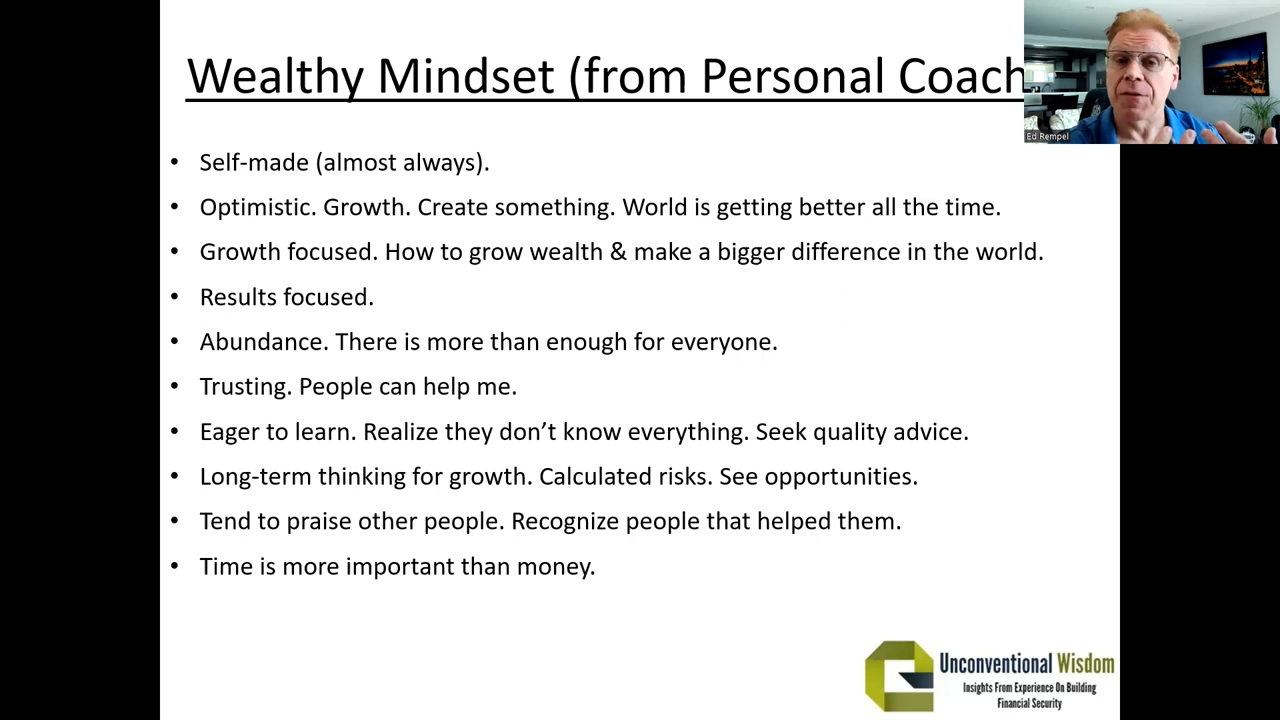 Wealthy Mindset (from Personal Coach
Ed Rempel
• Self-made (almost always).
• Optimistic. Growth. Create something. World is getting better all the time.
• Growth focused. How to grow wealth & make a bigger difference in the world.
• Results focused.
• Abundance. There is more than enough for everyone.
• Trusting. People can help me.
• Eager to learn. Realize they don’t know everything. Seek quality advice.
• Long-term thinking for growth. Calculated risks. See opportunities.
• Tend to praise other people. Recognize people that helped them.
• Time is more important than money.
Unconventional Wisdom
Insights From Experience On Building
Financial Security